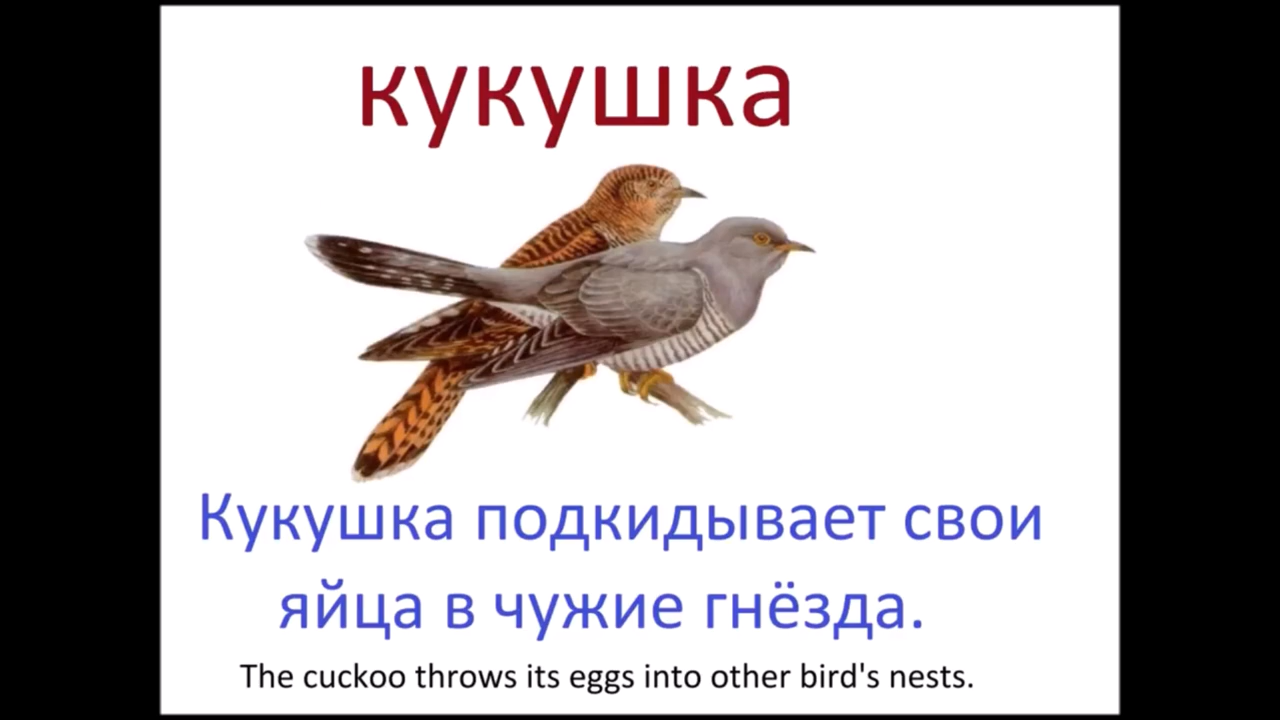 кукушка
Кукушка подкидывает свои
яйца в чужие гнёзда.
The cuckoo throws its eggs into other bird's nests.